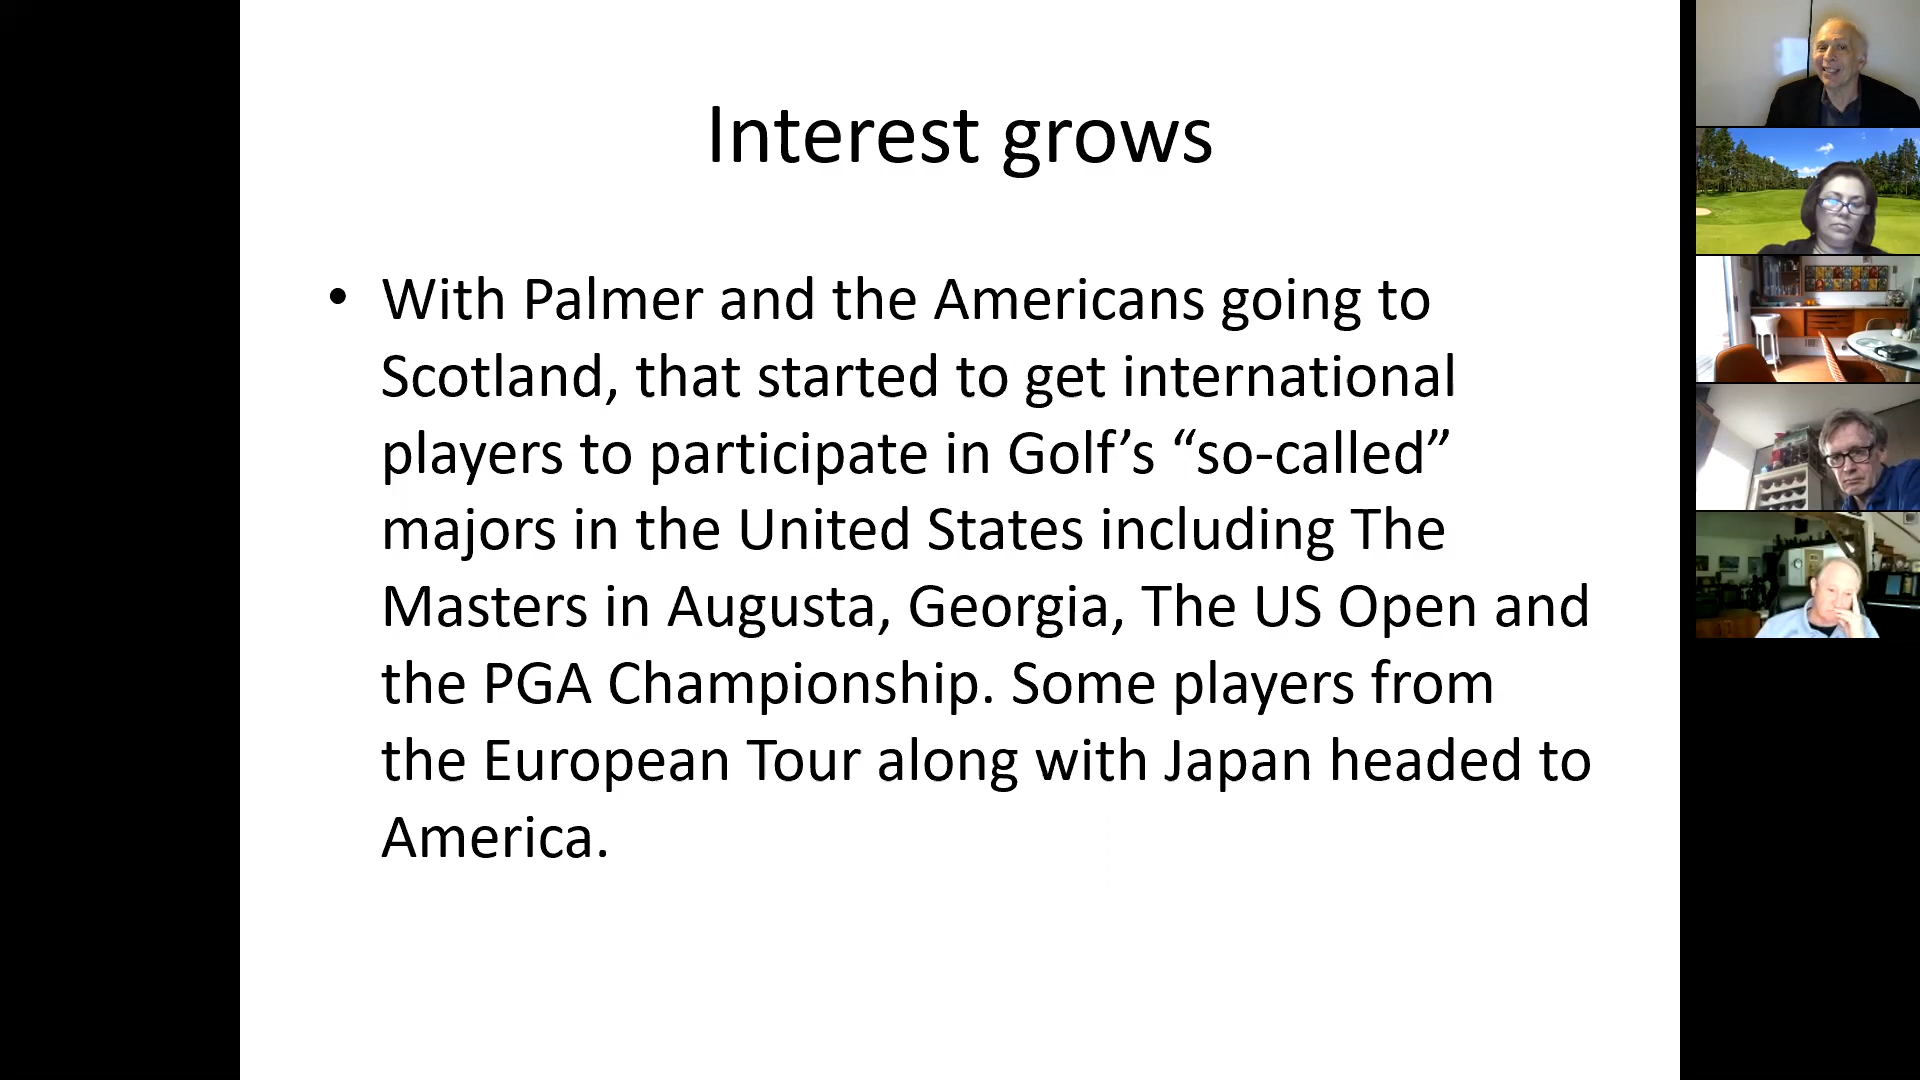 Interest grows
• With Palmer and the Americans going to
Scotland, that started to get international
players to participate in Golf’s “so-called”
majors in the United States including The
Masters in Augusta, Georgia, The US Open and
the PGA Championship. Some players from
the European Tour along with Japan headed to
America.